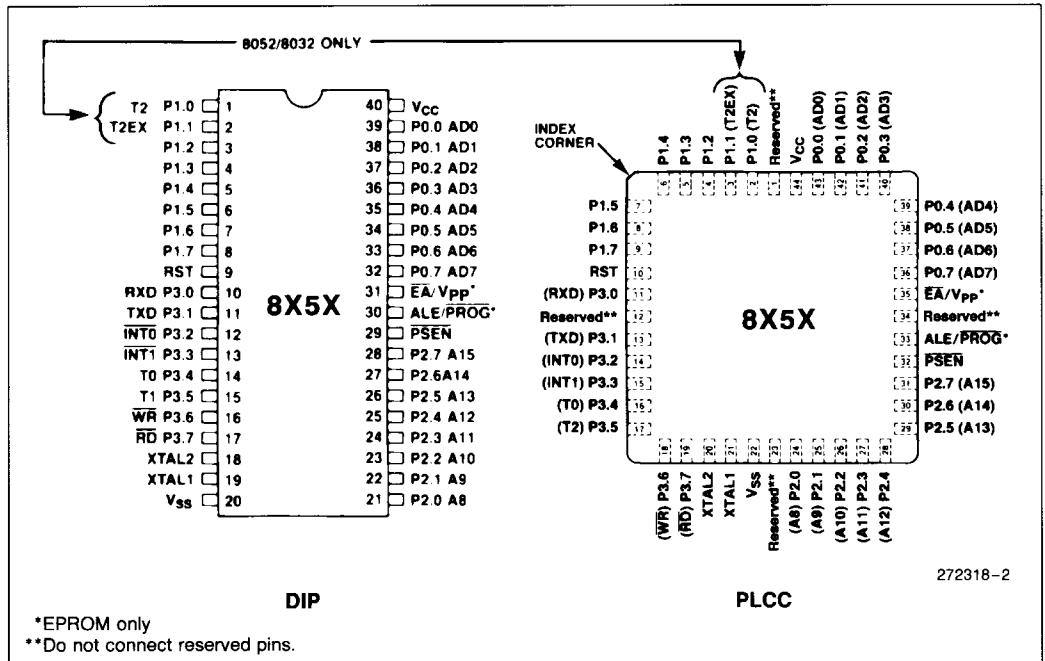 8052/8032 ONLY
T2 P1.0 1
T2EX P1.1 2
P1.2 3
P1.3 4
P1.4 5
P1.5 6
P1.6 7
P1.7 8
RST 9
RXD P3.0 10
TXD P3.1 11
INT0 P3.2 12
INT1 P3.3 13
T0 P3.4 14
T1 P3.5 15
WR P3.6 16
RD P3.7 17
XTAL2 18
XTAL1 19
VSS 20
8X5X
40 VCC
39 P0.0 AD0
38 P0.1 AD1
37 P0.2 AD2
36 P0.3 AD3
35 P0.4 AD4
34 P0.5 AD5
33 P0.6 AD6
32 P0.7 AD7
31 EA/VPP*
30 ALE/PROG*
29 PSEN
28 P2.7 A15
27 P2.6A14
26 P2.5 A13
25 P2.4 A12
24 P2.3 A11
23 P2.2 A10
22 P2.1 A9
21 P2.0 A8
DIP
INDEX
CORNER
P1.4 6
P1.3 5
P1.2 4
P1.1 (T2EX) 3
P1.0 (T2) 2
Reserved** 1
VCC 44
P0.0 (AD0) 43
P0.1 (AD1) 42
P0.2 (AD2) 41
P0.3 (AD3) 40
P1.5 7
P1.6 8
P1.7 9
RST 10
(RXD) P3.0 11
Reserved** 12
(TXD) P3.1 13
(INT0) P3.2 14
(INT1) P3.3 15
(T0) P3.4 16
(T2) P3.5 17
8X5X
39 P0.4 (AD4)
38 P0.5 (AD5)
37 P0.6 (AD6)
36 P0.7 (AD7)
35 EA/VPP*
34 Reserved**
33 ALE/PROG*
32 PSEN
31 P2.7 (A15)
30 P2.6 (A14)
29 P2.5 (A13)
18 (WR) P3.6
19 (RD) P3.7
20 XTAL2
21 XTAL1
22 VSS
23 Reserved**
24 (A8) P2.0
25 (A9) P2.1
26 (A10) P2.2
27 (A11) P2.3
28 (A12) P2.4
272318-2
PLCC
*EPROM only
**Do not connect reserved pins.